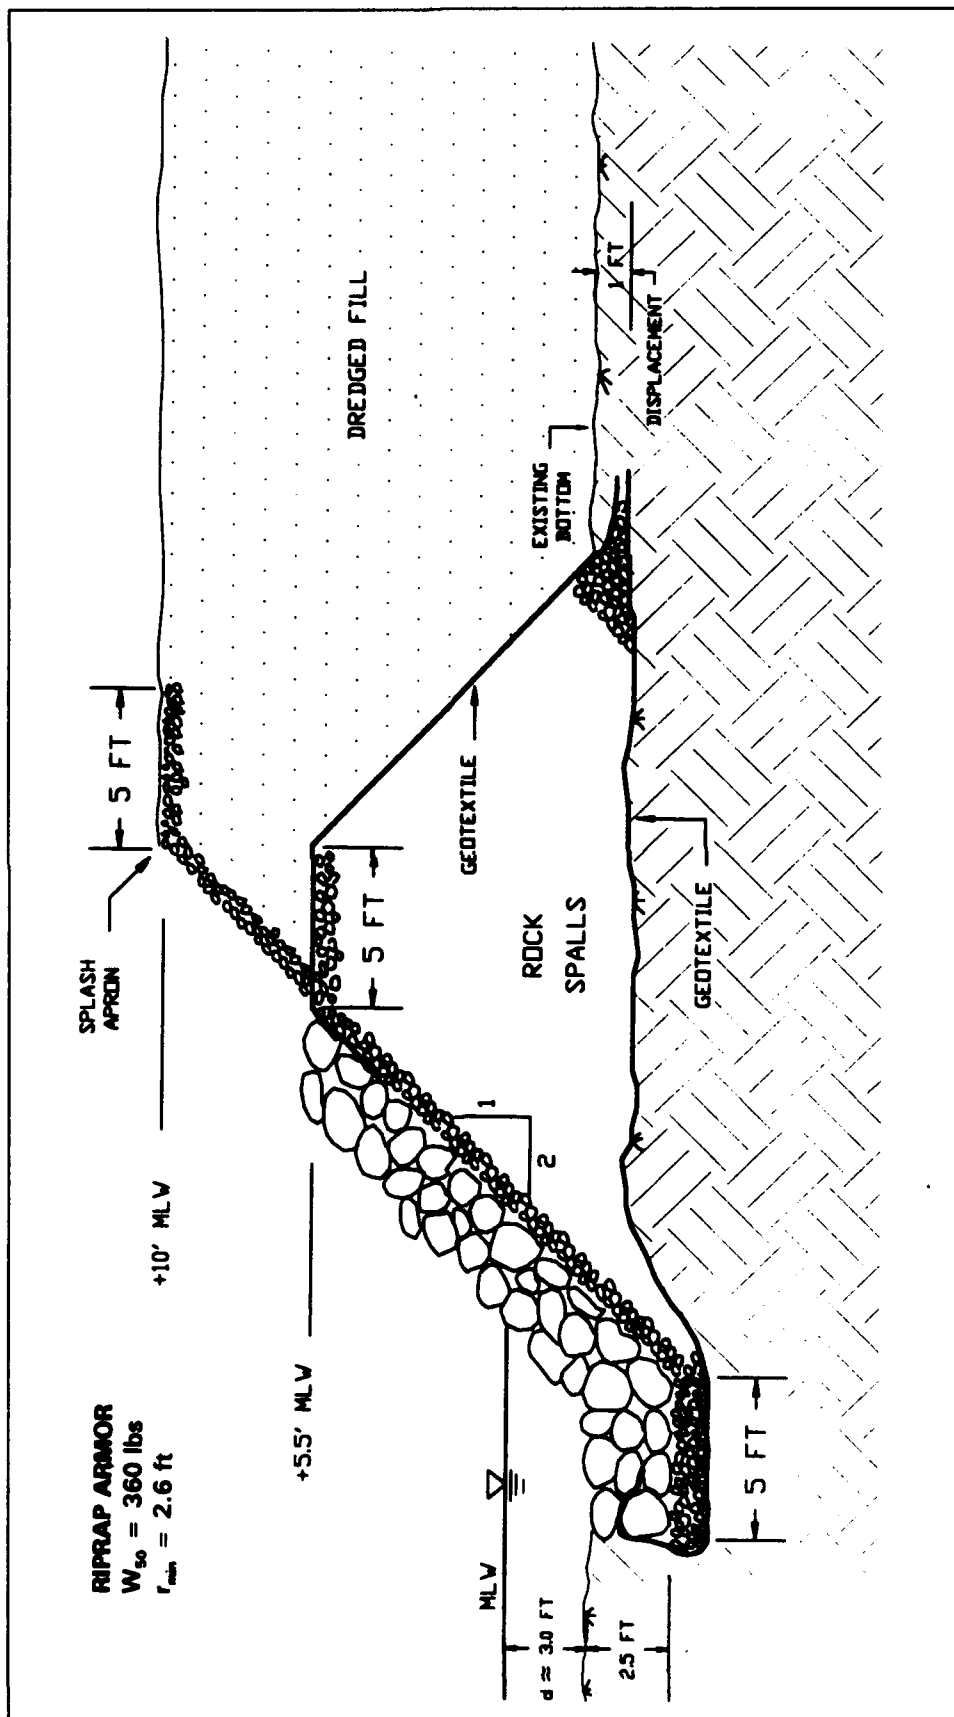 RIPRAP ARMOR
W₅₀ = 360 lbs
rₘᵢₙ = 2.6 ft
+10' MLW
+5.5' MLW
MLW
d ≈ 3.0 FT
2.5 FT
5 FT
SPLASH
APRON
5 FT
5 FT
1
2
ROCK
SPALLS
GEOTEXTILE
GEOTEXTILE
DREDGED FILL
EXISTING
BOTTOM
1 FT
DISPLACEMENT